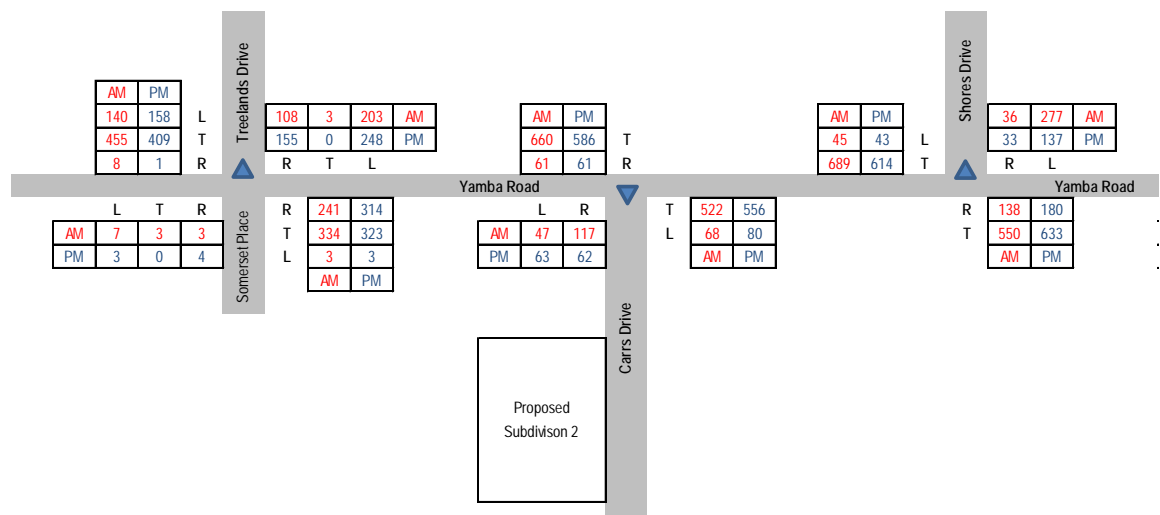 Treelands Drive
Shores Drive
AM PM
140 158 L
455 409 T
8 1 R
108 3 203 AM
155 0 248 PM
R T L
AM PM
660 586 T
61 61 R
AM PM
45 43 L
689 614 T
36 277 AM
33 137 PM
R L
Yamba Road
Yamba Road
L T R
AM 7 3 3
PM 3 0 4
Somerset Place
R 241 314
T 334 323
L 3 3
AM PM
L R
AM 47 117
PM 63 62
T 522 556
L 68 80
AM PM
R 138 180
T 550 633
AM PM
Carrs Drive
Proposed
Subdivison 2